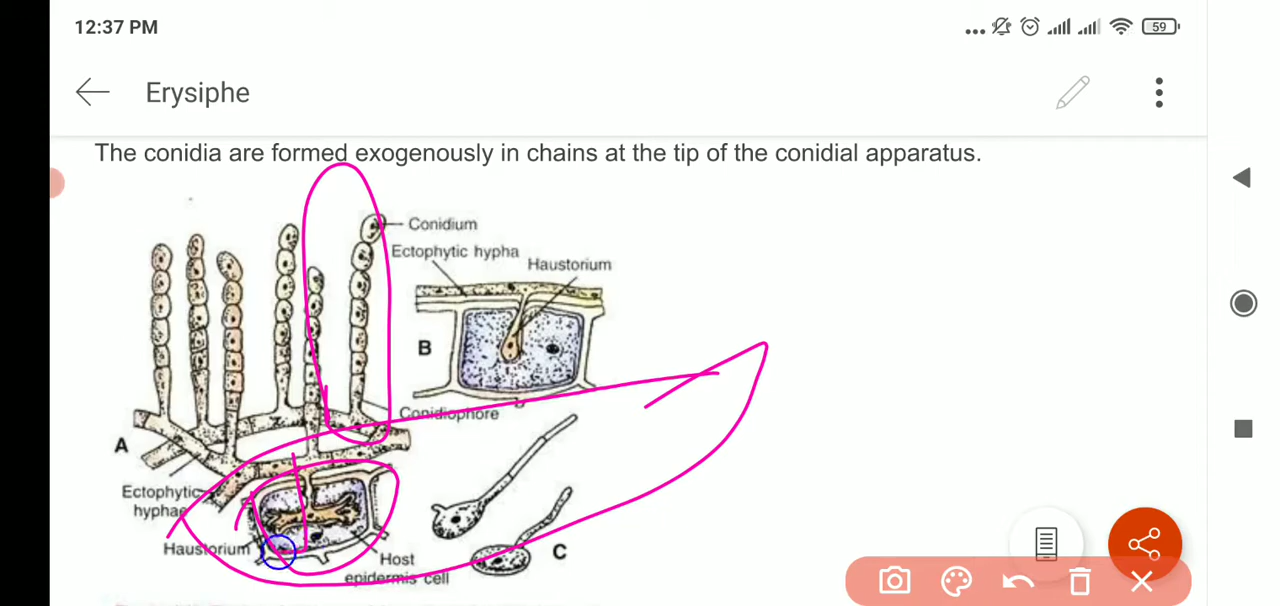 12:37 PM
59
Erysiphe
The conidia are formed exogenously in chains at the tip of the conidial apparatus.
Conidium
Ectophytic hypha
Haustorium
B
Conidiophore
A
Ectophytic
hyphae
Haustorium
Host
epidermis cell
C